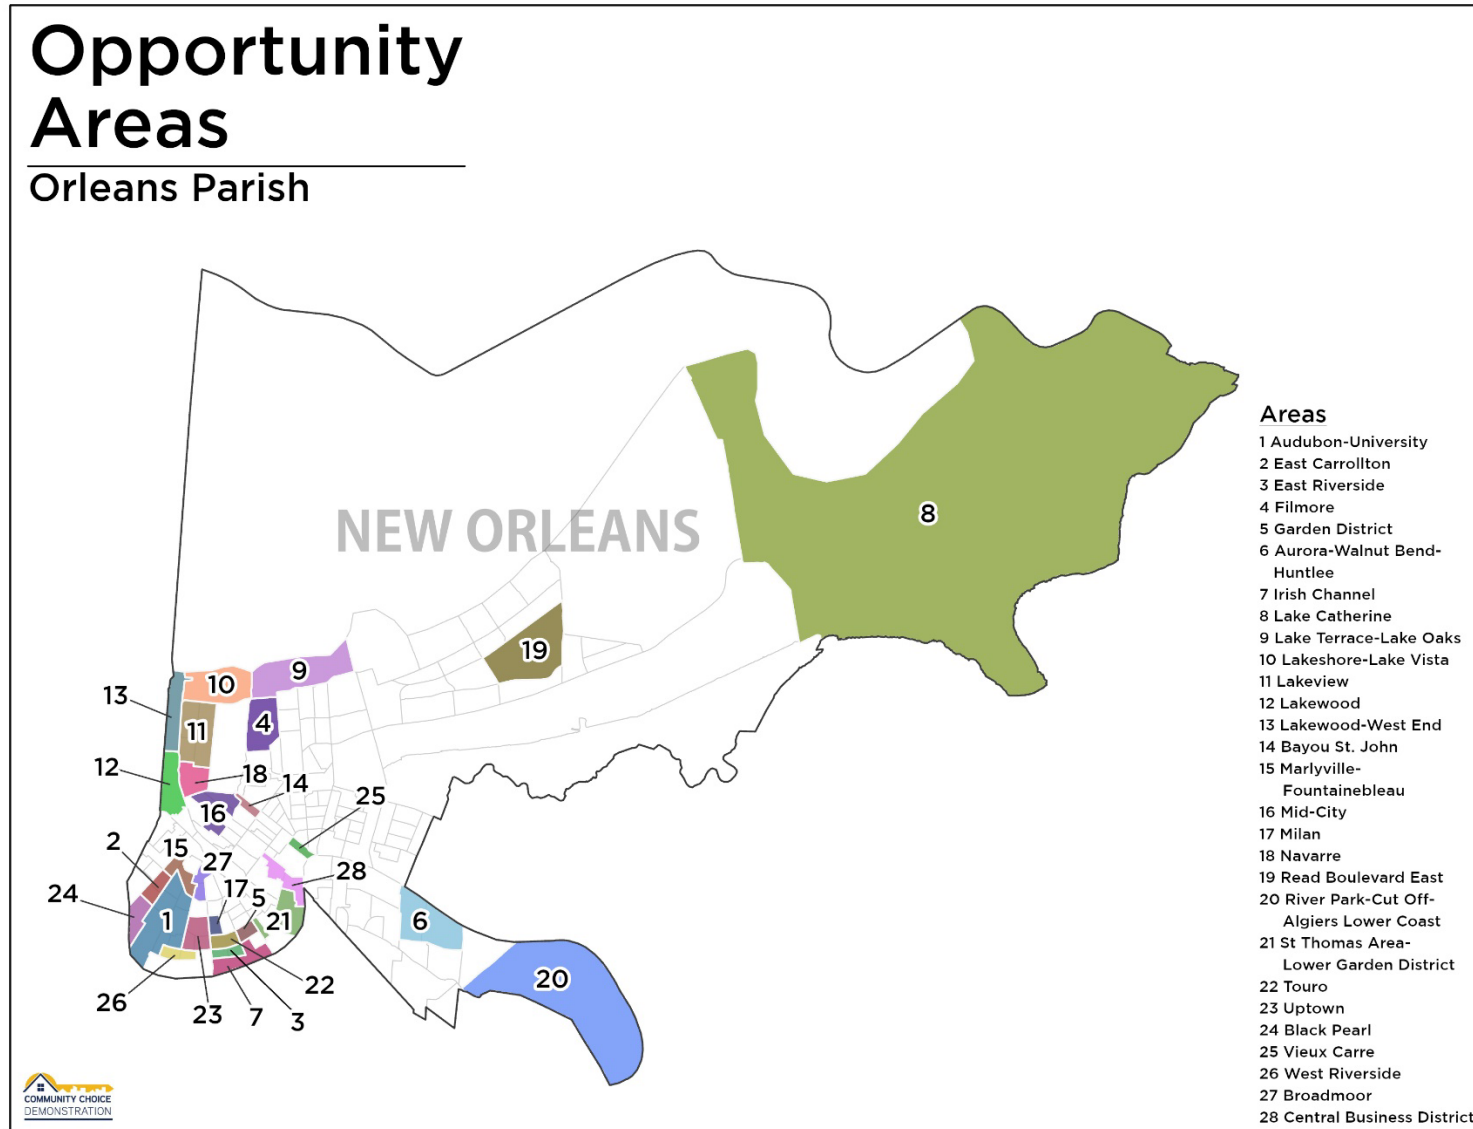 Opportunity
Areas
Orleans Parish
NEW ORLEANS
8
19
9
10
13
11
4
12
18
14
16
25
2
15
27
17
5
28
24
1
21
6
20
22
26
23
7
3
Areas
1 Audubon-University
2 East Carrollton
3 East Riverside
4 Filmore
5 Garden District
6 Aurora-Walnut Bend-
Huntlee
7 Irish Channel
8 Lake Catherine
9 Lake Terrace-Lake Oaks
10 Lakeshore-Lake Vista
11 Lakeview
12 Lakewood
13 Lakewood-West End
14 Bayou St. John
15 Marlyville-
Fountainebleau
16 Mid-City
17 Milan
18 Navarre
19 Read Boulevard East
20 River Park-Cut Off-
Algiers Lower Coast
21 St Thomas Area-
Lower Garden District
22 Touro
23 Uptown
24 Black Pearl
25 Vieux Carre
26 West Riverside
27 Broadmoor
28 Central Business District
COMMUNITY CHOICE
DEMONSTRATION